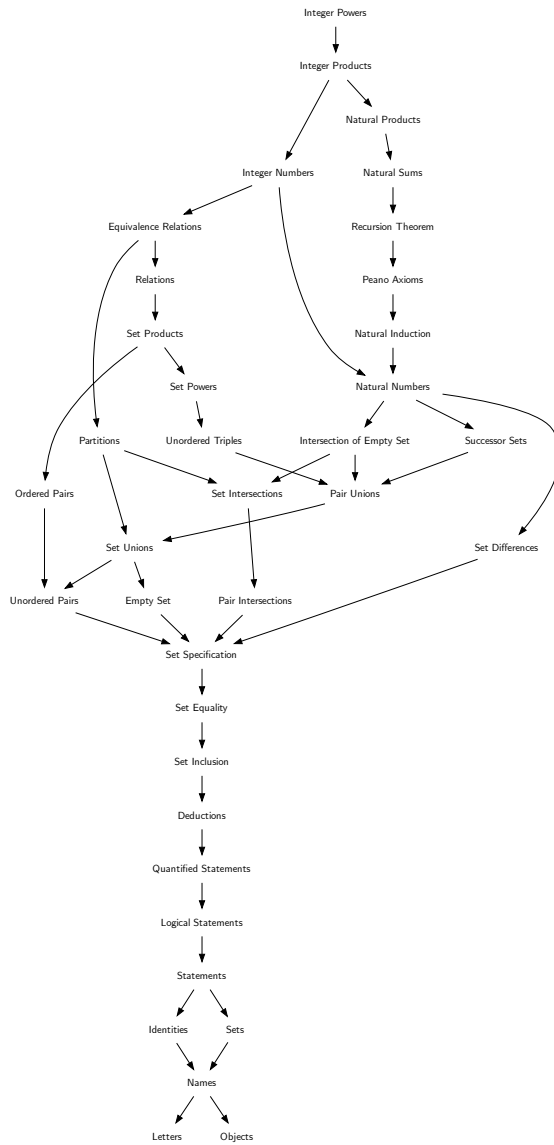 Integer Powers
Integer Products
Natural Products
Integer Numbers
Natural Sums
Equivalence Relations
Recursion Theorem
Relations
Peano Axioms
Set Products
Natural Induction
Set Powers
Natural Numbers
Partitions
Unordered Triples
Intersection of Empty Set
Successor Sets
Ordered Pairs
Set Intersections
Pair Unions
Set Unions
Set Differences
Unordered Pairs
Empty Set
Pair Intersections
Set Specification
Set Equality
Set Inclusion
Deductions
Quantified Statements
Logical Statements
Statements
Identities
Sets
Names
Letters
Objects